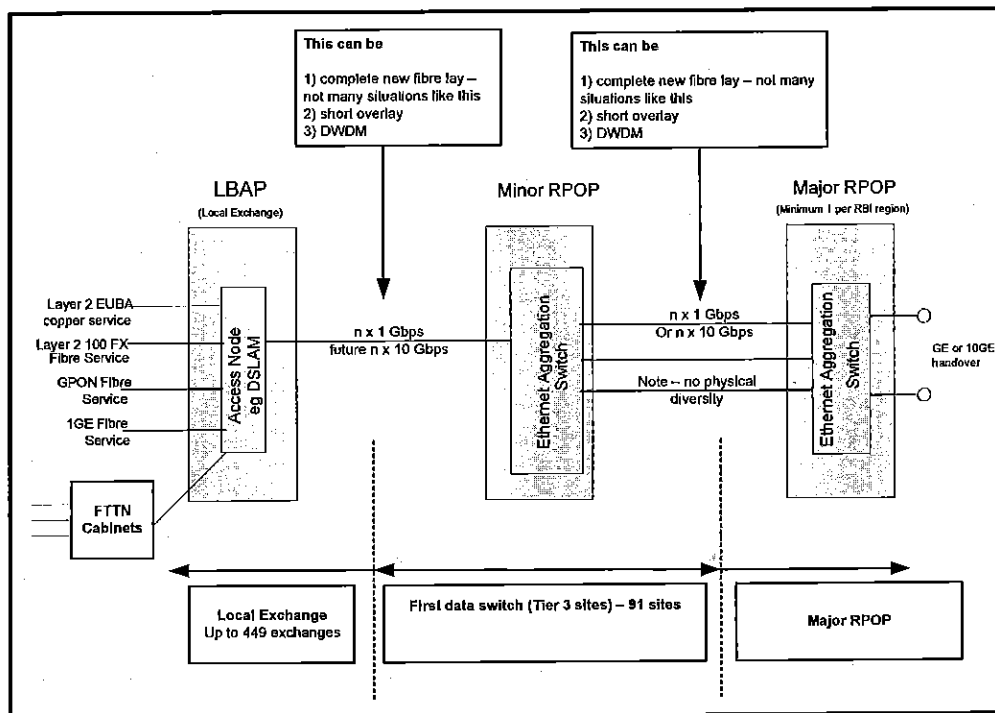 This can be
1) complete new fibre lay –
not many situations like this
2) short overlay
3) DWDM
This can be
1) complete new fibre lay –
not many situations
like this
2) short overlay
3) DWDM
LBAP
(Local Exchange)
Minor RPOP
Major RPOP
(Minimum 1 per RBI region)
Layer 2 EUBA
copper service
Layer 2 100 FX
Fibre Service
GPON Fibre
Service
1GE Fibre
Service
FTTN
Cabinets
Access Node
eg DSLAM
n x 1 Gbps
future n x 10 Gbps
Ethernet Aggregation
Switch
n x 1 Gbps
Or n x 10 Gbps
Note – no physical
diversity
Ethernet Aggregation
Switch
GE or 10GE
handover
Local Exchange
Up to 449 exchanges
First data switch (Tier 3 sites) – 91 sites
Major RPOP